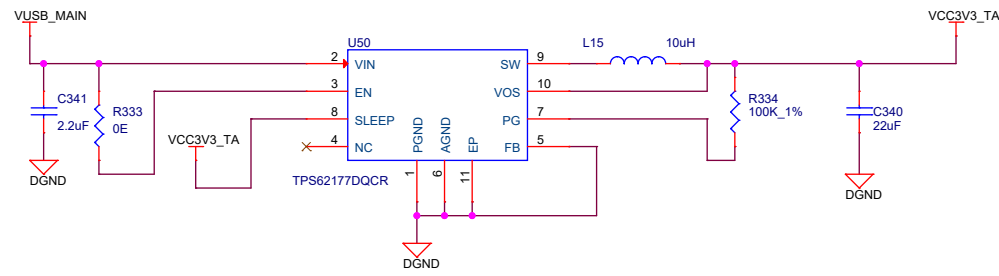 VUSB_MAIN
VCC3V3_TA
U50
L15
10uH
2
VIN
SW
9
3
EN
VOS
10
C341
2.2uF
R333
0E
R334
100K_1%
C340
22uF
8
SLEEP
PG
7
VCC3V3_TA
4
NC
PGND
AGND
EP
FB
5
DGND
TPS62177DQCR
1
6
11
DGND
DGND